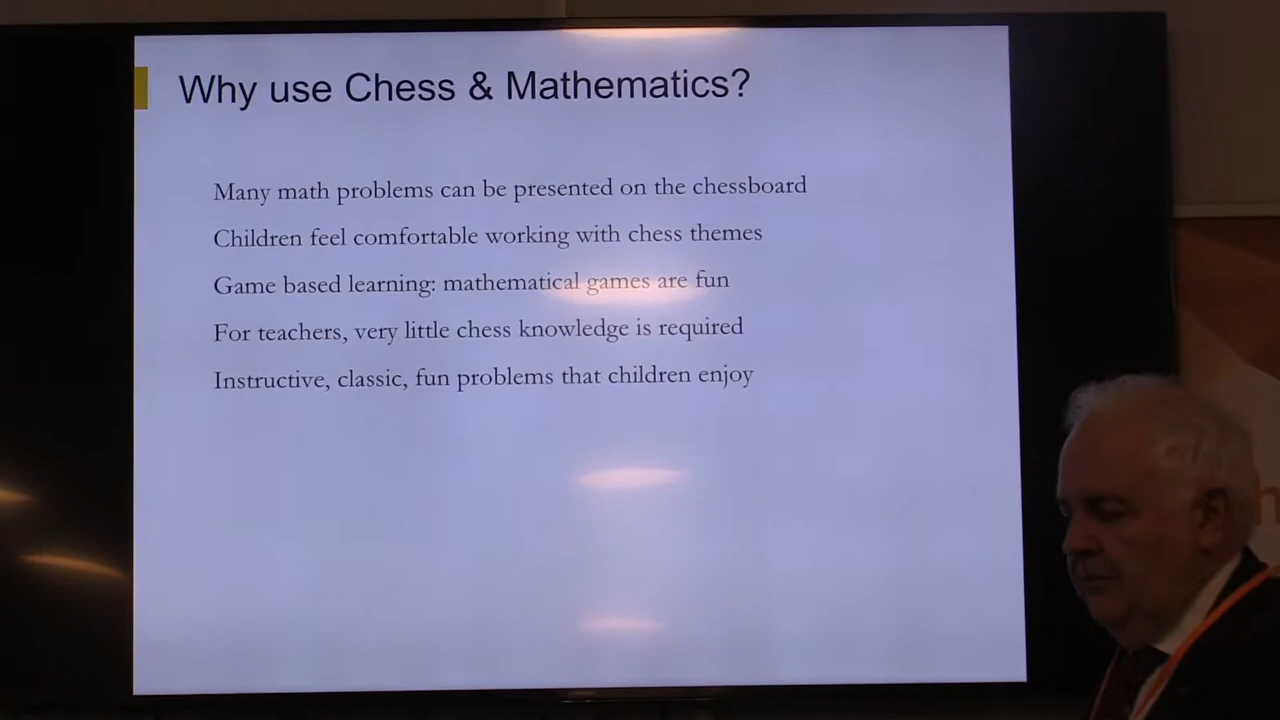 Why use Chess & Mathematics?
Many math problems can be presented on the chessboard
Children feel comfortable working with chess themes
Game based learning: mathematical games are fun
For teachers, very little chess knowledge is required
Instructive, classic, fun problems that children enjoy